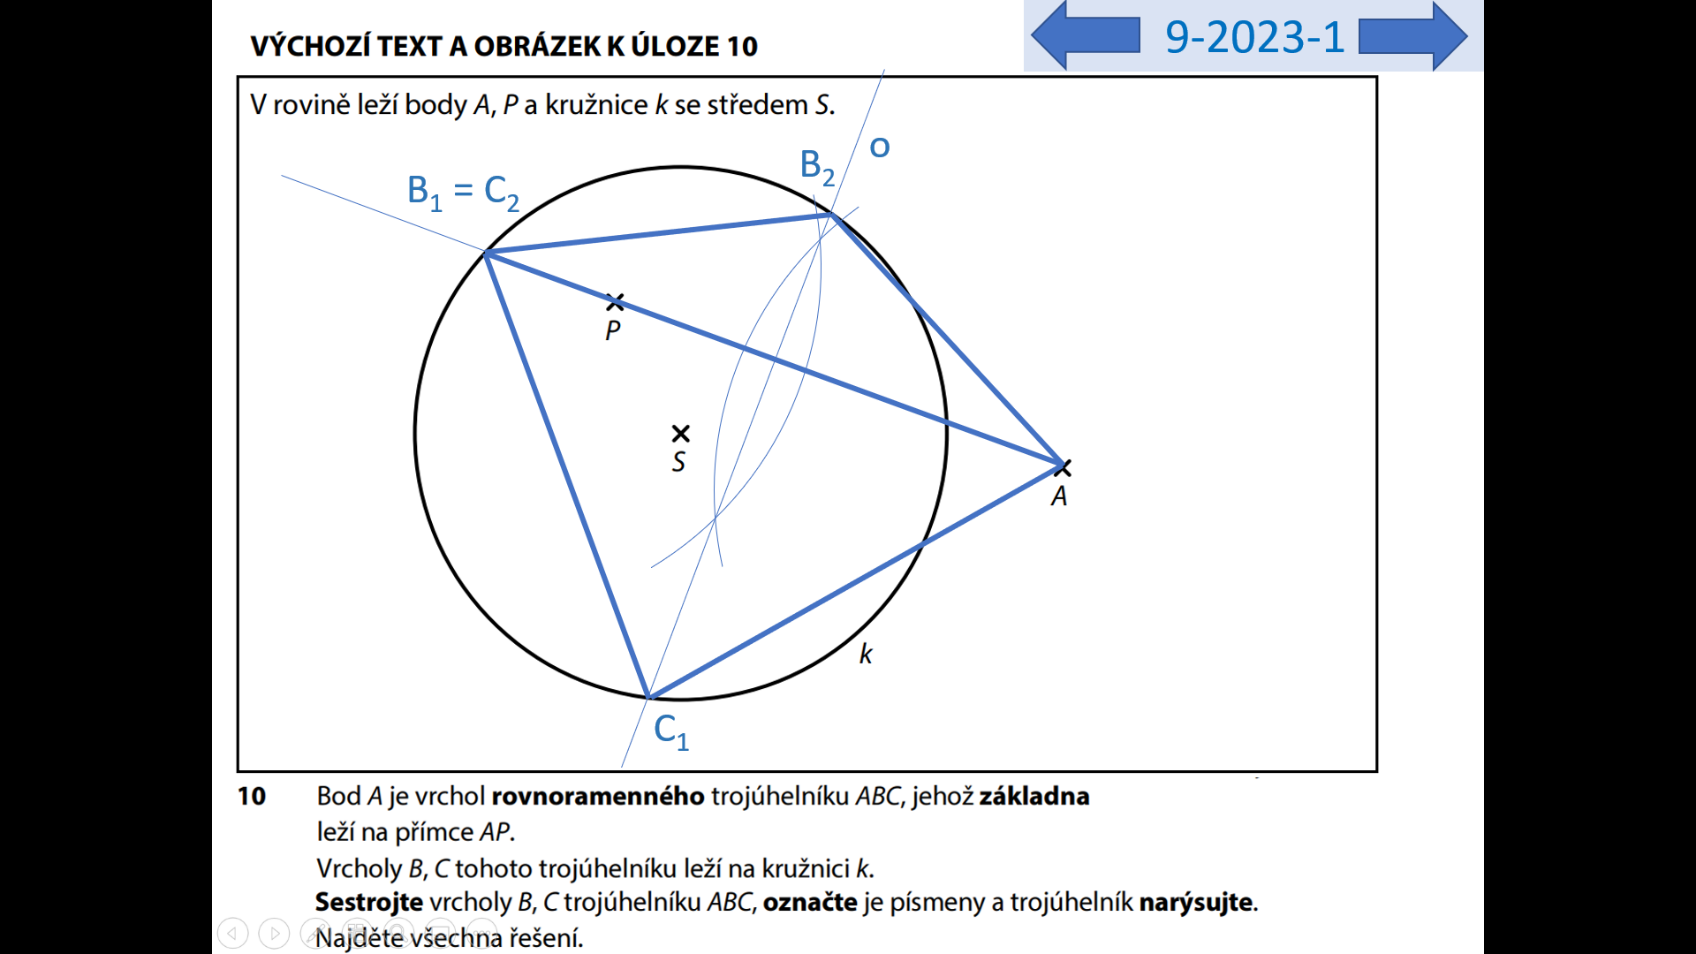 VÝCHOZÍ TEXT A OBRÁZEK K ÚLOZE 10
9-2023-1
V rovině leží body A, P a kružnice k se středem S.
o
B₂
B₁ = C₂
P
S
A
k
C₁
10 Bod A je vrchol rovnoramenného trojúhelníku ABC, jehož základna
leží na přímce AP.
Vrcholy B, C tohoto trojúhelníku leží na kružnici k.
Sestrojte vrcholy B, C trojúhelníku ABC, označte je písmeny a trojúhelník narýsujte.
Najděte všechna řešení.